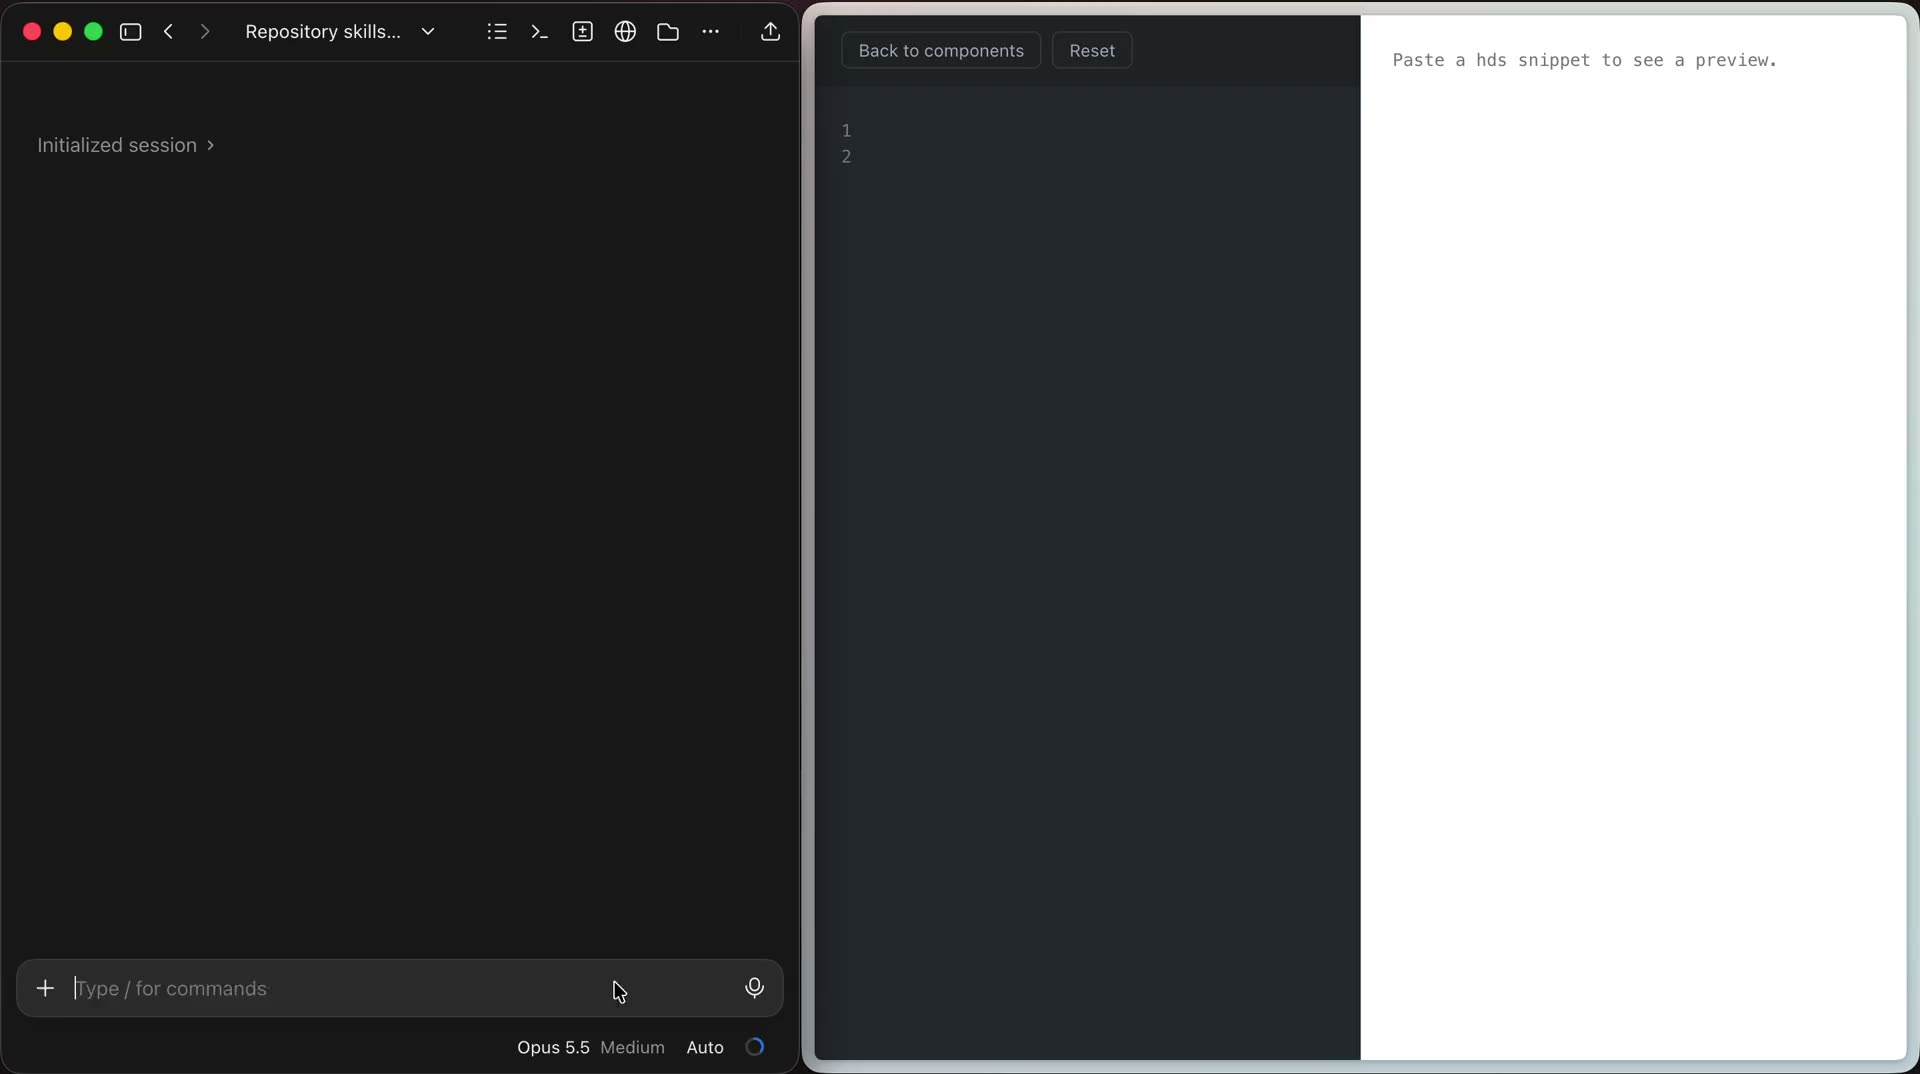 Repository skills...
Initialized session
Type / for commands
Opus 5.5 Medium Auto
Back to components
Reset
1
2
Paste a hds snippet to see a preview.